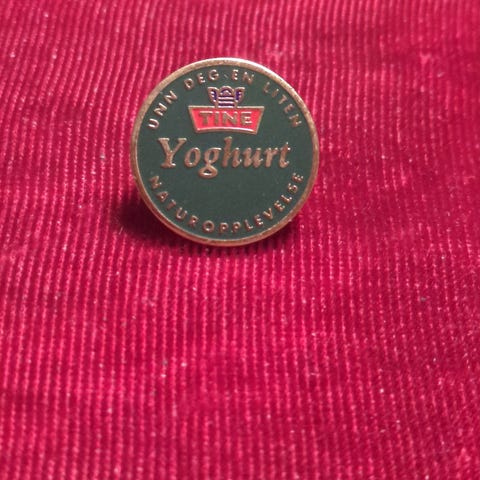 UNN DEG EN LITEN
TINE
Yoghurt
NATUROPPLEVELSE